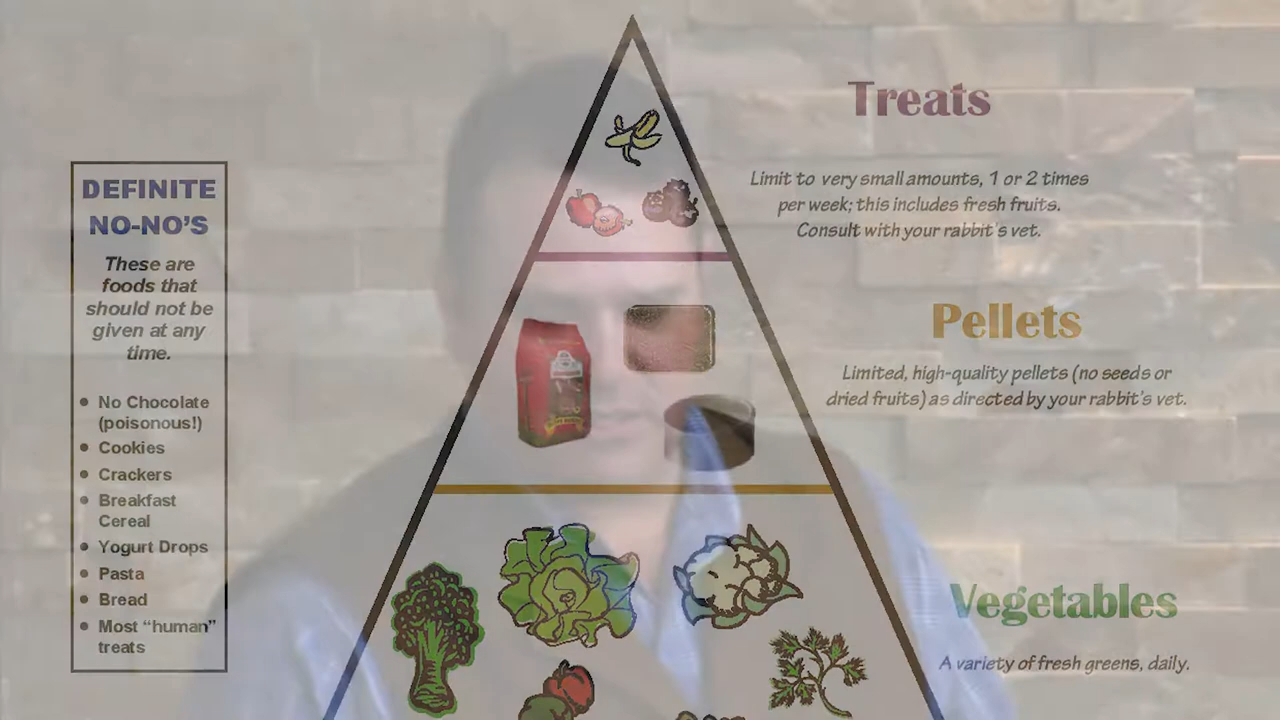 DEFINITE
NO-NO'S
These are
foods that
should not be
given at any
time.
• No Chocolate
(poisonous!)
• Cookies
• Crackers
• Breakfast
Cereal
• Yogurt Drops
• Pasta
• Bread
• Most “human”
treats
Treats
Limit to very small amounts, 1 or 2 times
per week; this includes fresh fruits.
Consult with your rabbit's vet.
Pellets
Limited, high-quality pellets (no seeds or
dried fruits) as directed by your rabbit's vet.
Vegetables
A variety of fresh greens, daily.